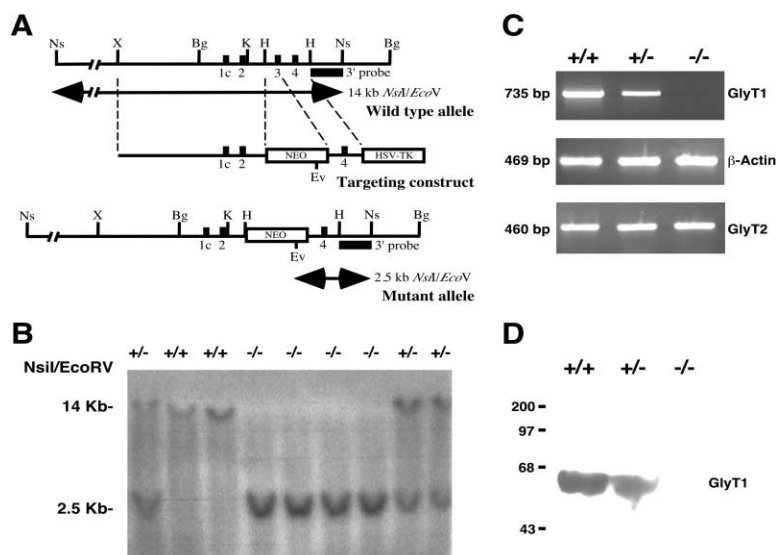 A
Ns X Bg K H H Ns Bg
1c 2 3 4 3' probe
14 kb NsiI/EcoV
Wild type allele
NEO HSV-TK
1c 2 4
Ev
Targeting construct
Ns X Bg K H H Ns Bg
NEO
1c 2 4 3' probe
Ev
2.5 kb NsiI/EcoV
Mutant allele
B
+/- +/+ +/+ -/- -/- -/- -/- +/- +/-
NsiI/EcoRV
14 Kb-
2.5 Kb-
C
+/+ +/- -/-
735 bp GlyT1
469 bp β-Actin
460 bp GlyT2
D
+/+ +/- -/-
200
97
68
GlyT1
43